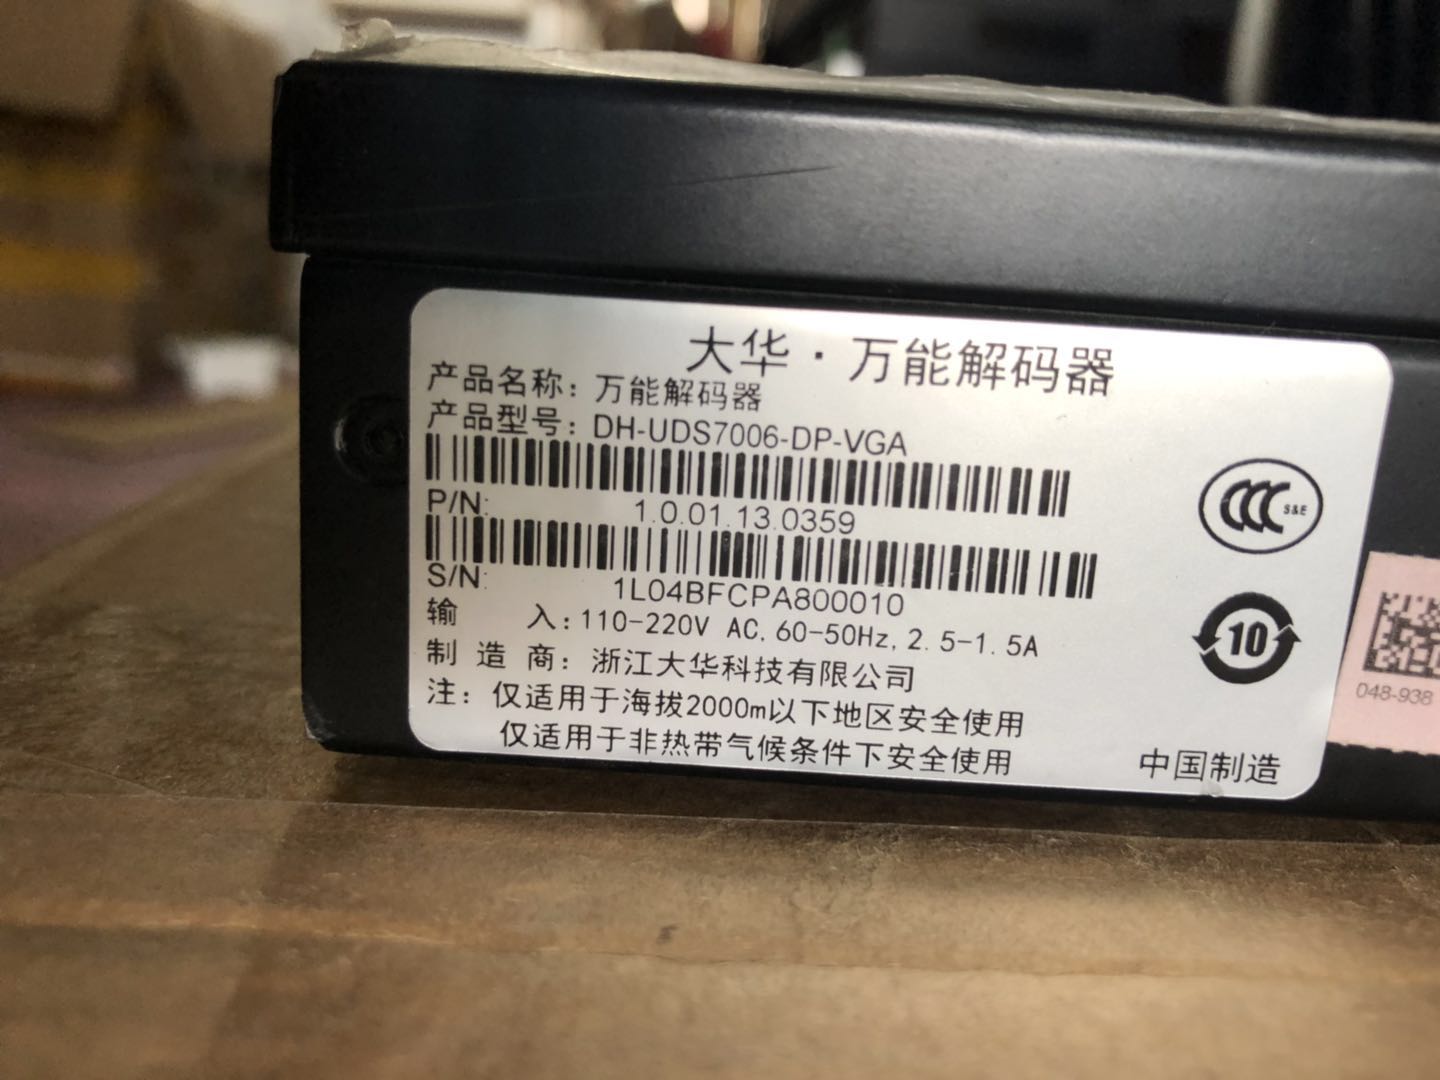 大华·万能解码器
产品名称：万能解码器
产品型号：DH-UDS7006-DP-VGA
P/N: 1.0.01.13.0359
S/N: 1L04BFCPA800010
输 入：110-220V AC, 60-50Hz, 2.5-1.5A
制 造 商：浙江大华科技有限公司
注：仅适用于海拔2000m以下地区安全使用
仅适用于非热带气候条件下安全使用
中国制造
CCC S&E
10
048-938